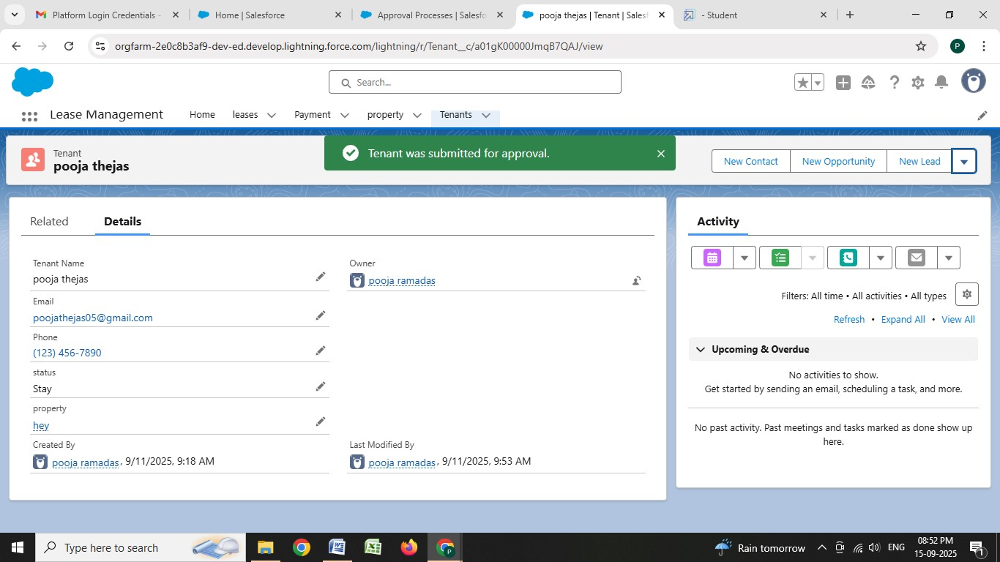 Platform Login Credentials -
Home | Salesforce
Approval Processes | Salesfo
pooja thejas | Tenant | Salesf
- Student
orgfarm-2e0c8b3af9-dev-ed.develop.lightning.force.com/lightning/r/Tenant__c/a01gK00000JmqB7QAJ/view
P
Search...
Lease Management
Home
leases
Payment
property
Tenants
Tenant
pooja thejas
Tenant was submitted for approval.
New Contact
New Opportunity
New Lead
Related
Details
Activity
Tenant Name
pooja thejas
Owner
pooja ramadas
Email
poojathejas05@gmail.com
Phone
(123) 456-7890
status
Stay
property
hey
Created By
pooja ramadas, 9/11/2025, 9:18 AM
Last Modified By
pooja ramadas, 9/11/2025, 9:53 AM
Filters: All time • All activities • All types
Refresh • Expand All • View All
Upcoming & Overdue
No activities to show.
Get started by sending an email, scheduling a task, and more.
No past activity. Past meetings and tasks marked as done show up
here.
Type here to search
P
Rain tomorrow
ENG
08:52 PM
15-09-2025
1